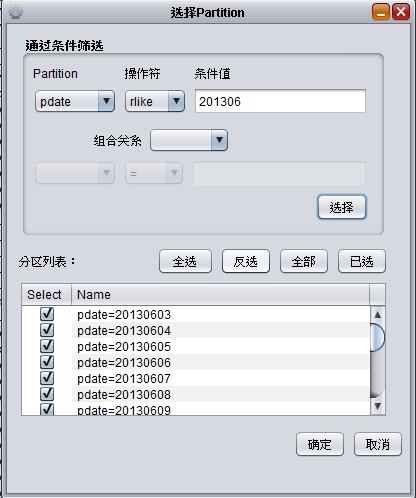 选择Partition
通过条件筛选
Partition 操作符 条件值
pdate rlike 201306
组合关系
=
选择
分区列表： 全选 反选 全部 已选
Select Name
pdate=20130603
pdate=20130604
pdate=20130605
pdate=20130606
pdate=20130607
pdate=20130608
pdate=20130609
确定 取消